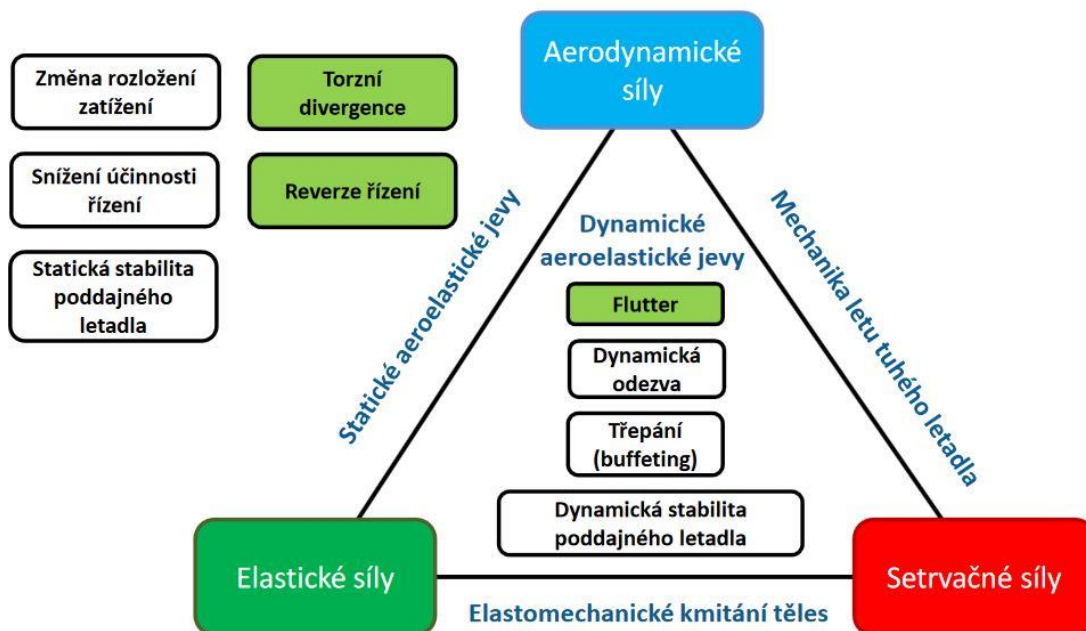 Aerodynamické
síly
Změna rozložení
zatížení
Torzní
divergence
Snížení účinnosti
řízení
Reverze řízení
Statická stabilita
poddajného
letadla
Statické aeroelastické jevy
Dynamické
aeroelastické jevy
Flutter
Dynamická
odezva
Třepání
(buffeting)
Dynamická stabilita
poddajného letadla
Mechanika letu tuhého letadla
Elastické síly
Setrvačné síly
Elastomechanické kmitání těles